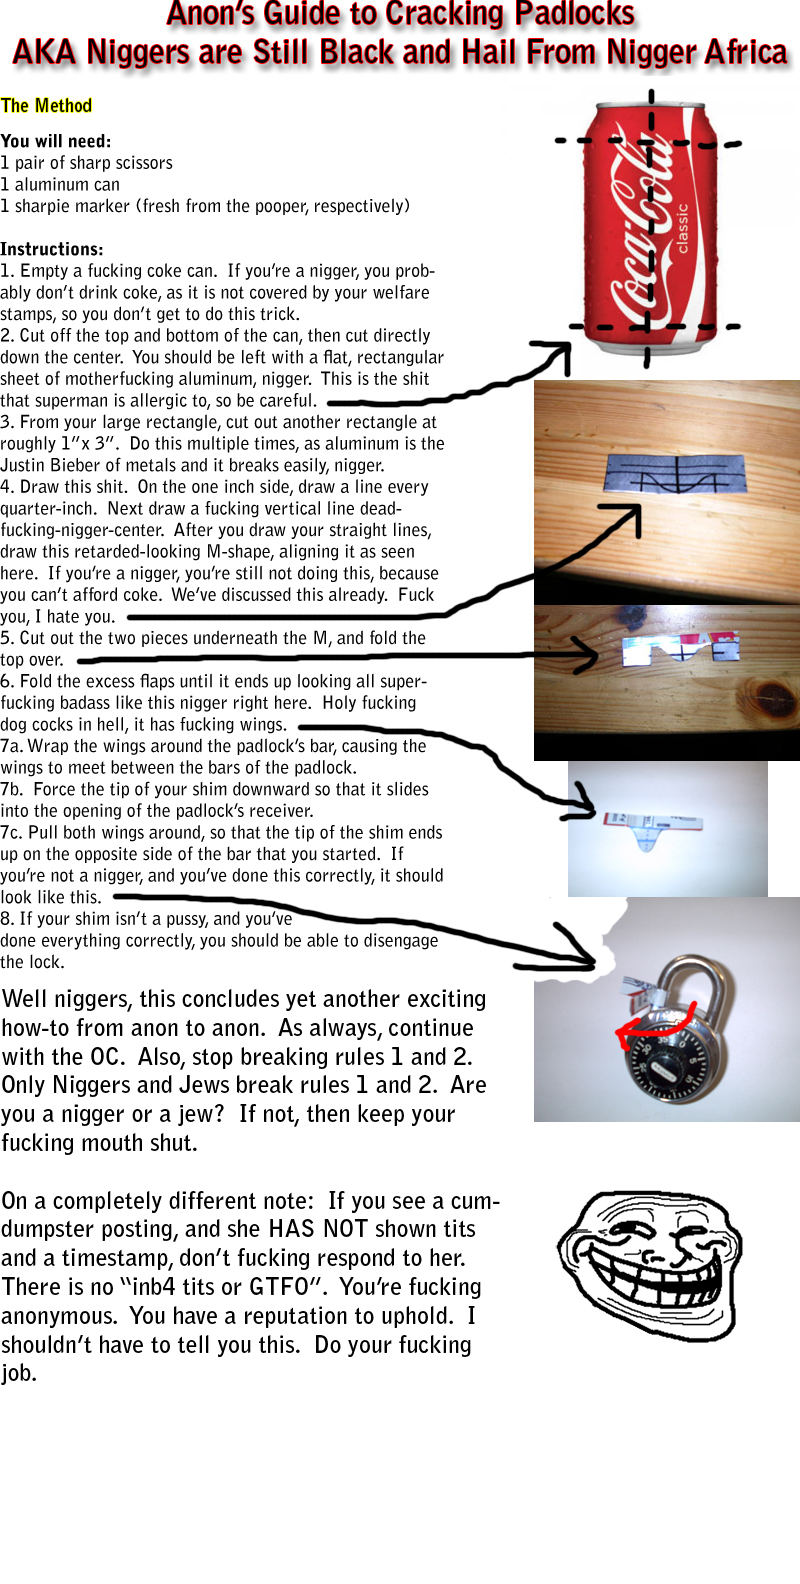 Anon's Guide to Cracking Padlocks
AKA Niggers are Still Black and Hail From Nigger Africa
The Method
You will need:
1 pair of sharp scissors
1 aluminum can
1 sharpie marker (fresh from the pooper, respectively)
Instructions:
1. Empty a fucking coke can.  If you're a nigger, you prob-
ably don't drink coke, as it is not covered by your welfare
stamps, so you don't get to do this trick.
2. Cut off the top and bottom of the can, then cut directly
down the center.  You should be left with a flat, rectangular
sheet of motherfucking aluminum, nigger.  This is the shit
that superman is allergic to, so be careful.
3. From your large rectangle, cut out another rectangle at
roughly 1"x 3".  Do this multiple times, as aluminum is the
Justin Bieber of metals and it breaks easily, nigger.
4. Draw this shit.  On the one inch side, draw a line every
quarter-inch.  Next draw a fucking vertical line dead-
fucking-nigger-center.  After you draw your straight lines,
draw this retarded-looking M-shape, aligning it as seen
here.  If you're a nigger, you're still not doing this, because
you can't afford coke.  We've discussed this already.  Fuck
you, I hate you.
5. Cut out the two pieces underneath the M, and fold the
top over.
6. Fold the excess flaps until it ends up looking all super-
fucking badass like this nigger right here.  Holy fucking
dog cocks in hell, it has fucking wings.
7a. Wrap the wings around the padlock's bar, causing the
wings to meet between the bars of the padlock.
7b.  Force the tip of your shim downward so that it slides
into the opening of the padlock's receiver.
7c. Pull both wings around, so that the tip of the shim ends
up on the opposite side of the bar that you started.  If
you're not a nigger, and you've done this correctly, it should
look like this.
8. If your shim isn't a pussy, and you've
done everything correctly, you should be able to disengage
the lock.
Well niggers, this concludes yet another exciting
how-to from anon to anon.  As always, continue
with the OC.  Also, stop breaking rules 1 and 2.
Only Niggers and Jews break rules 1 and 2.  Are
you a nigger or a jew?  If not, then keep your
fucking mouth shut.
On a completely different note:  If you see a cum-
dumpster posting, and she HAS NOT shown tits
and a timestamp, don't fucking respond to her.
There is no "inb4 tits or GTFO".  You're fucking
anonymous.  You have a reputation to uphold.  I
shouldn't have to tell you this.  Do your fucking
job.
Coca-Cola
classic